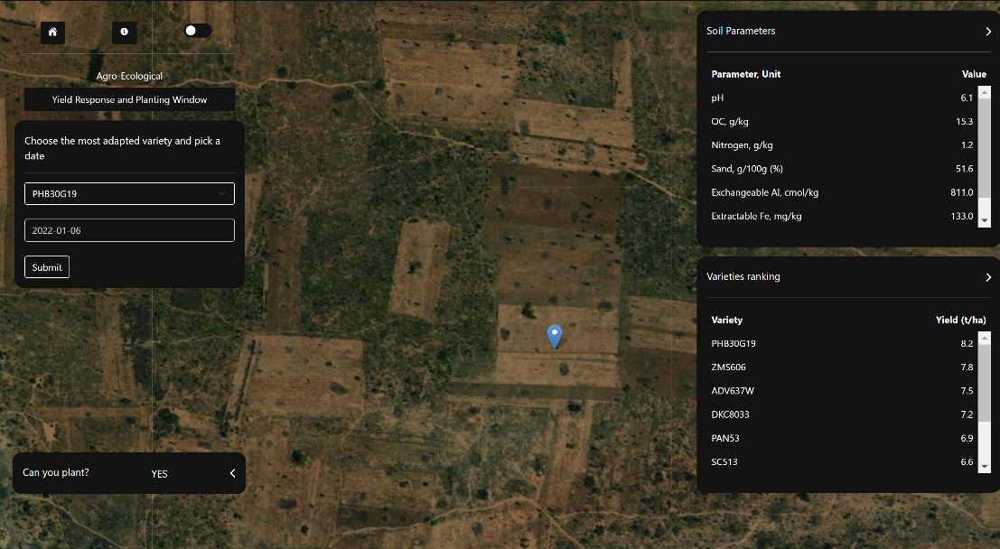 Agro-Ecological
Yield Response and Planting Window
Choose the most adapted variety and pick a
date
PHB30G19
2022-01-06
Submit
Can you plant? YES
Soil Parameters
Parameter, Unit Value
pH 6.1
OC, g/kg 15.3
Nitrogen, g/kg 1.2
Sand, g/100g (%) 51.6
Exchangeable Al, cmol/kg 811.0
Extractable Fe, mg/kg 133.0
Varieties ranking
Variety Yield (t/ha)
PHB30G19 8.2
ZMS606 7.8
ADV637W 7.5
DKC8033 7.2
PAN53 6.9
SC513 6.6